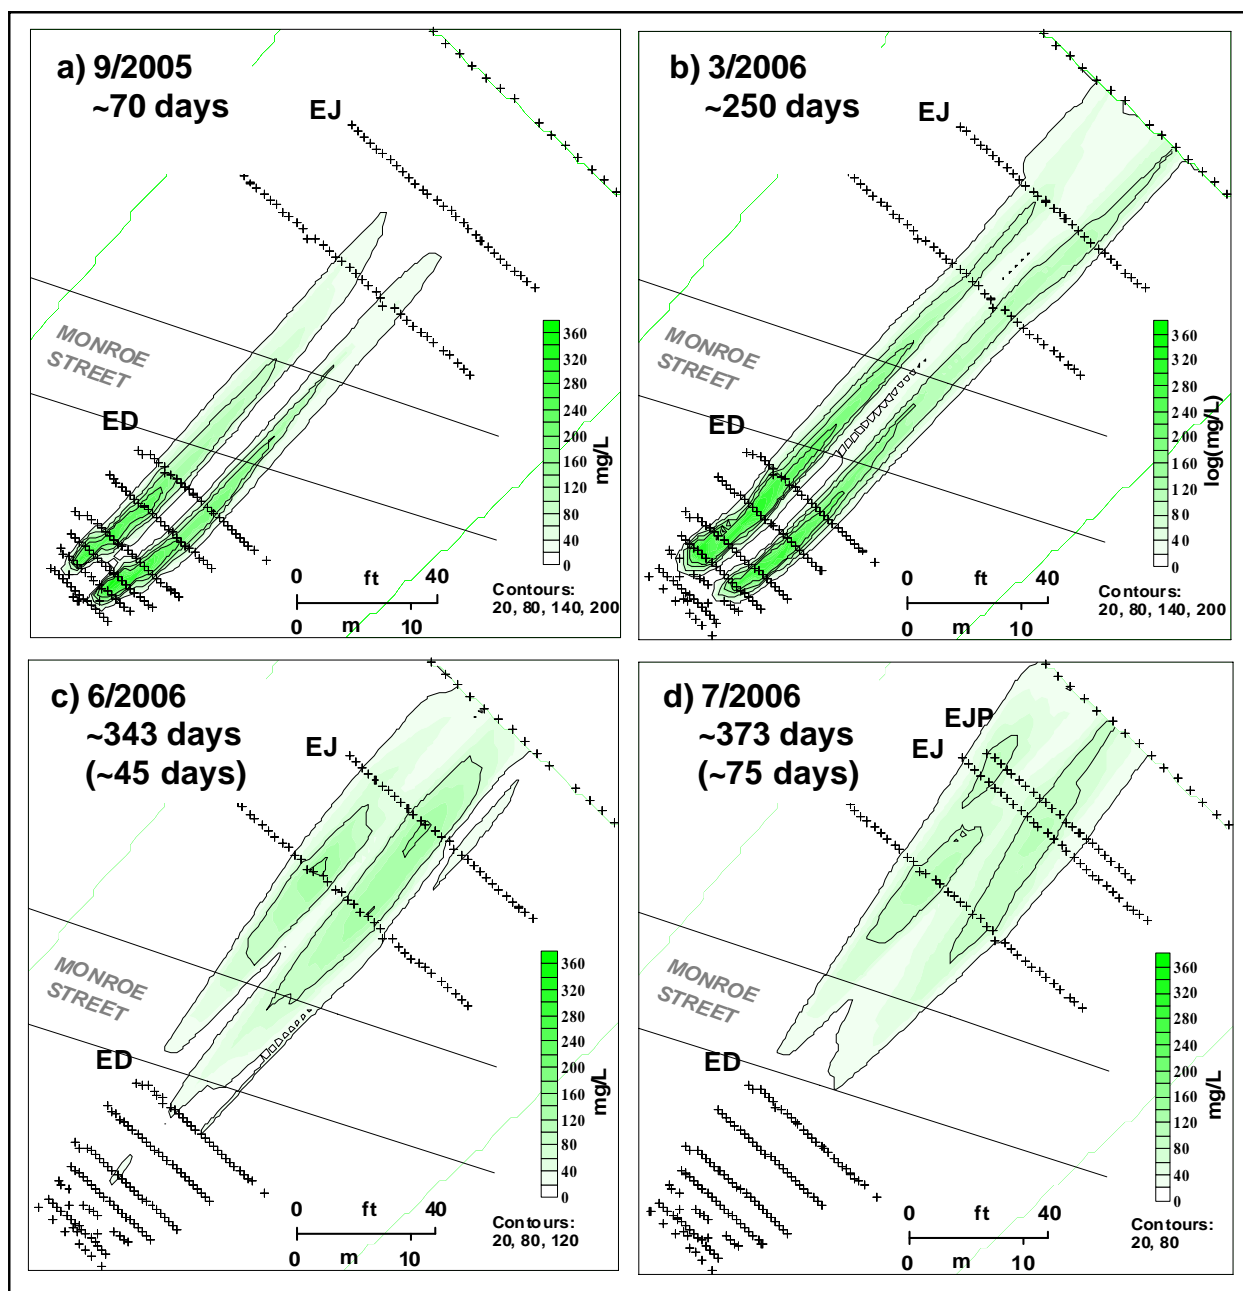 a) 9/2005
~70 days
EJ
MONROE
STREET
ED
360
320
280
240
200
160
120
80
40
0
mg/L
0 ft 40
0 m 10
Contours:
20, 80, 140, 200
b) 3/2006
~250 days
EJ
MONROE
STREET
ED
360
320
280
240
200
160
120
80
40
0
log(mg/L)
0 ft 40
0 m 10
Contours:
20, 80, 140, 200
c) 6/2006
~343 days
(~45 days)
EJ
MONROE
STREET
ED
360
320
280
240
200
160
120
80
40
0
mg/L
0 ft 40
0 m 10
Contours:
20, 80, 120
d) 7/2006
~373 days
(~75 days)
EJP
EJ
MONROE
STREET
ED
360
320
280
240
200
160
120
80
40
0
mg/L
0 ft 40
0 m 10
Contours:
20, 80